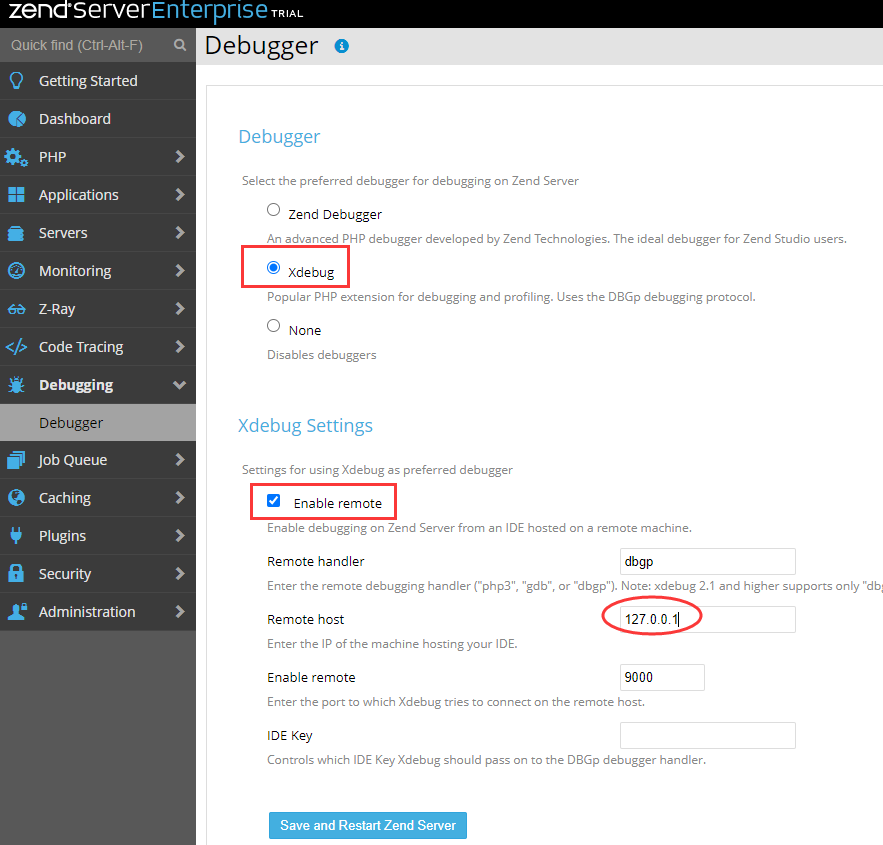 zend Server Enterprise TRIAL
Quick find (Ctrl-Alt-F)
Debugger
Getting Started
Dashboard
PHP
Applications
Servers
Monitoring
Z-Ray
Code Tracing
Debugging
Debugger
Job Queue
Caching
Plugins
Security
Administration
Debugger
Select the preferred debugger for debugging on Zend Server
Zend Debugger
An advanced PHP debugger developed by Zend Technologies. The ideal debugger for Zend Studio users.
Xdebug
Popular PHP extension for debugging and profiling. Uses the DBGp debugging protocol.
None
Disables debuggers
Xdebug Settings
Settings for using Xdebug as preferred debugger
Enable remote
Enable debugging on Zend Server from an IDE hosted on a remote machine.
Remote handler dbgp
Enter the remote debugging handler ("php3", "gdb", or "dbgp"). Note: xdebug 2.1 and higher supports only "dbg
Remote host 127.0.0.1
Enter the IP of the machine hosting your IDE.
Enable remote 9000
Enter the port to which Xdebug tries to connect on the remote host.
IDE Key
Controls which IDE Key Xdebug should pass on to the DBGp debugger handler.
Save and Restart Zend Server